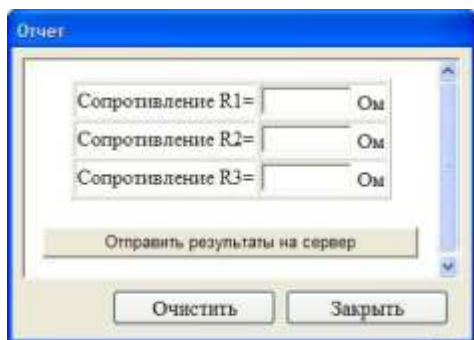 Отчет
Сопротивление R1= Ом
Сопротивление R2= Ом
Сопротивление R3= Ом
Отправить результаты на сервер
Очистить Закрыть